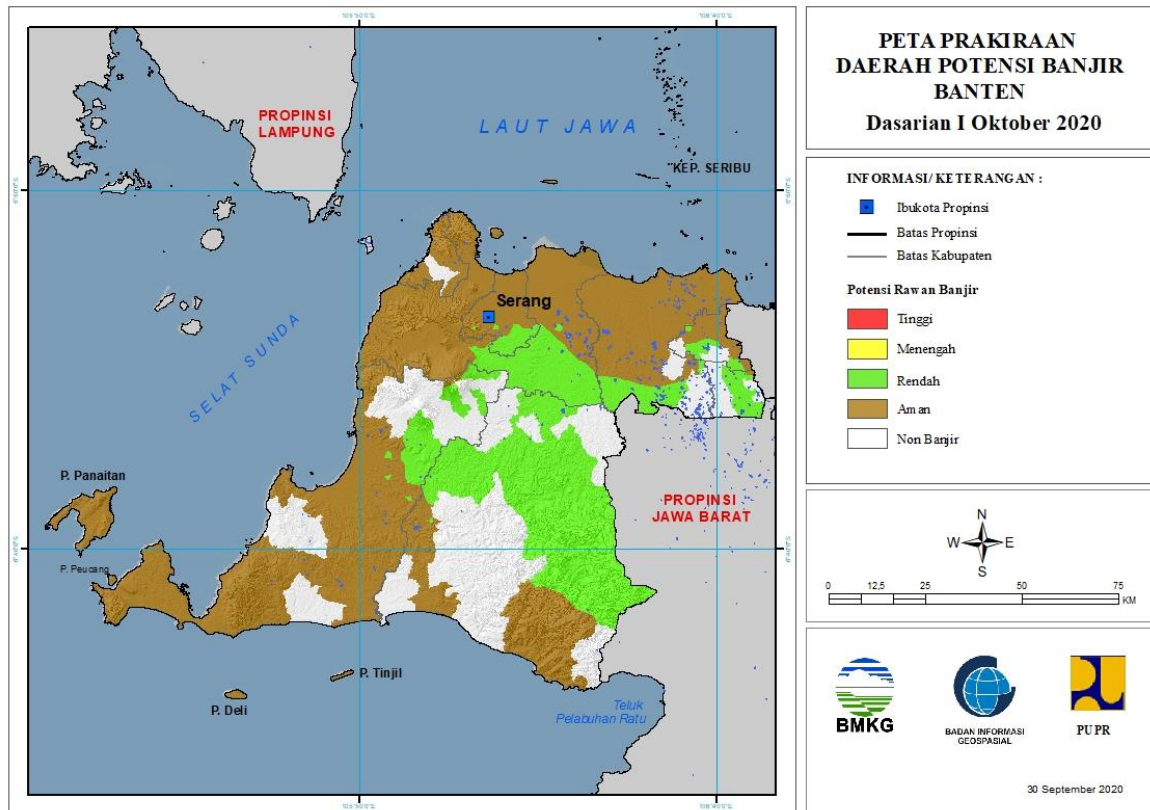 PROPINSI
LAMPUNG
LAUT JAWA
KEP. SERIBU
Serang
SELAT SUNDA
P. Panaitan
P. Peucang
PROPINSI
JAWA BARAT
P. Tinjil
P. Deli
Teluk
Pelabuhan Ratu
PETA PRAKIRAAN
DAERAH POTENSI BANJIR
BANTEN
Dasarian I Oktober 2020
INFORMASI/ KETERANGAN :
Ibukota Propinsi
Batas Propinsi
Batas Kabupaten
Potensi Rawan Banjir
Tinggi
Menengah
Rendah
Aman
Non Banjir
N
W E
S
0 12,5 25 50 75
KM
BMKG
BADAN INFORMASI
GEOSPASIAL
PUPR
30 September 2020